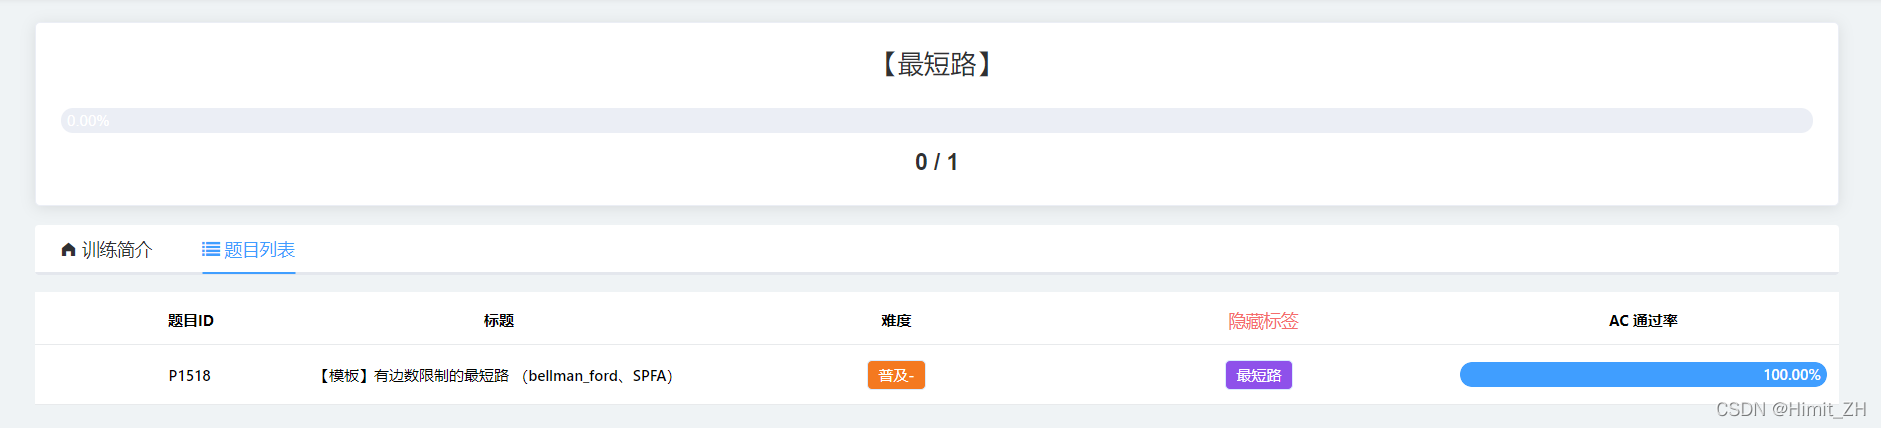 【最短路】
0.00%
0 / 1
训练简介 题目列表
题目ID 标题 难度 隐藏标签 AC 通过率
P1518 【模板】有边数限制的最短路 （bellman_ford、SPFA） 普及- 最短路 100.00%
CSDN @Himit_ZH